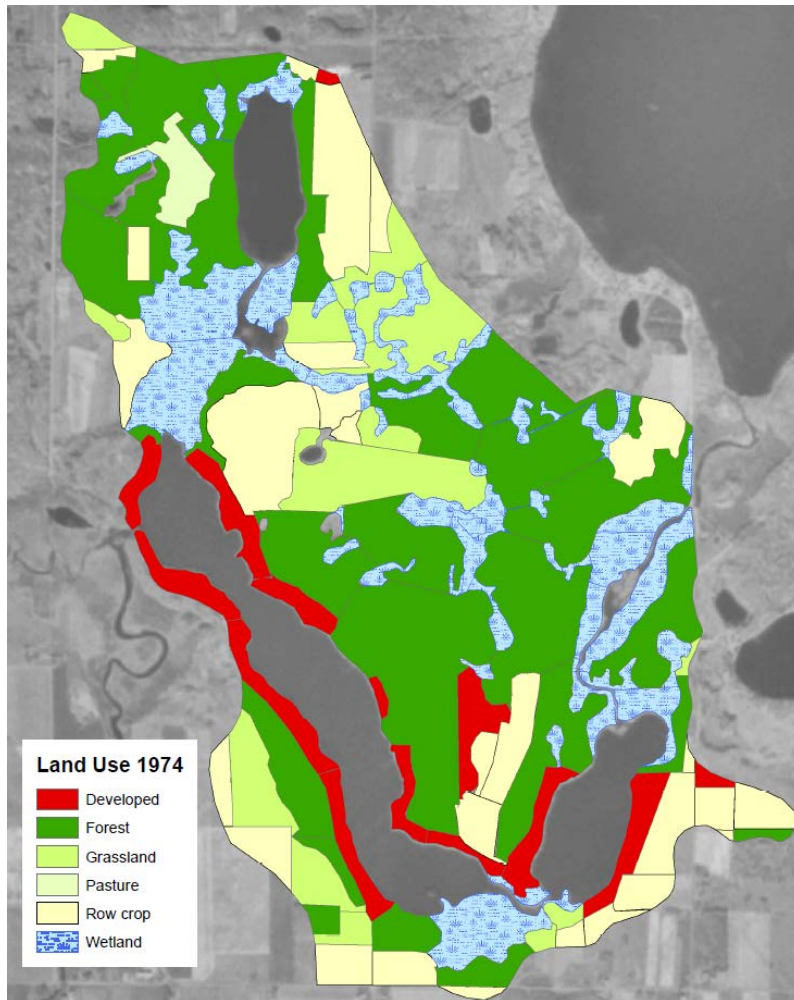 Land Use 1974
Developed
Forest
Grassland
Pasture
Row crop
Wetland